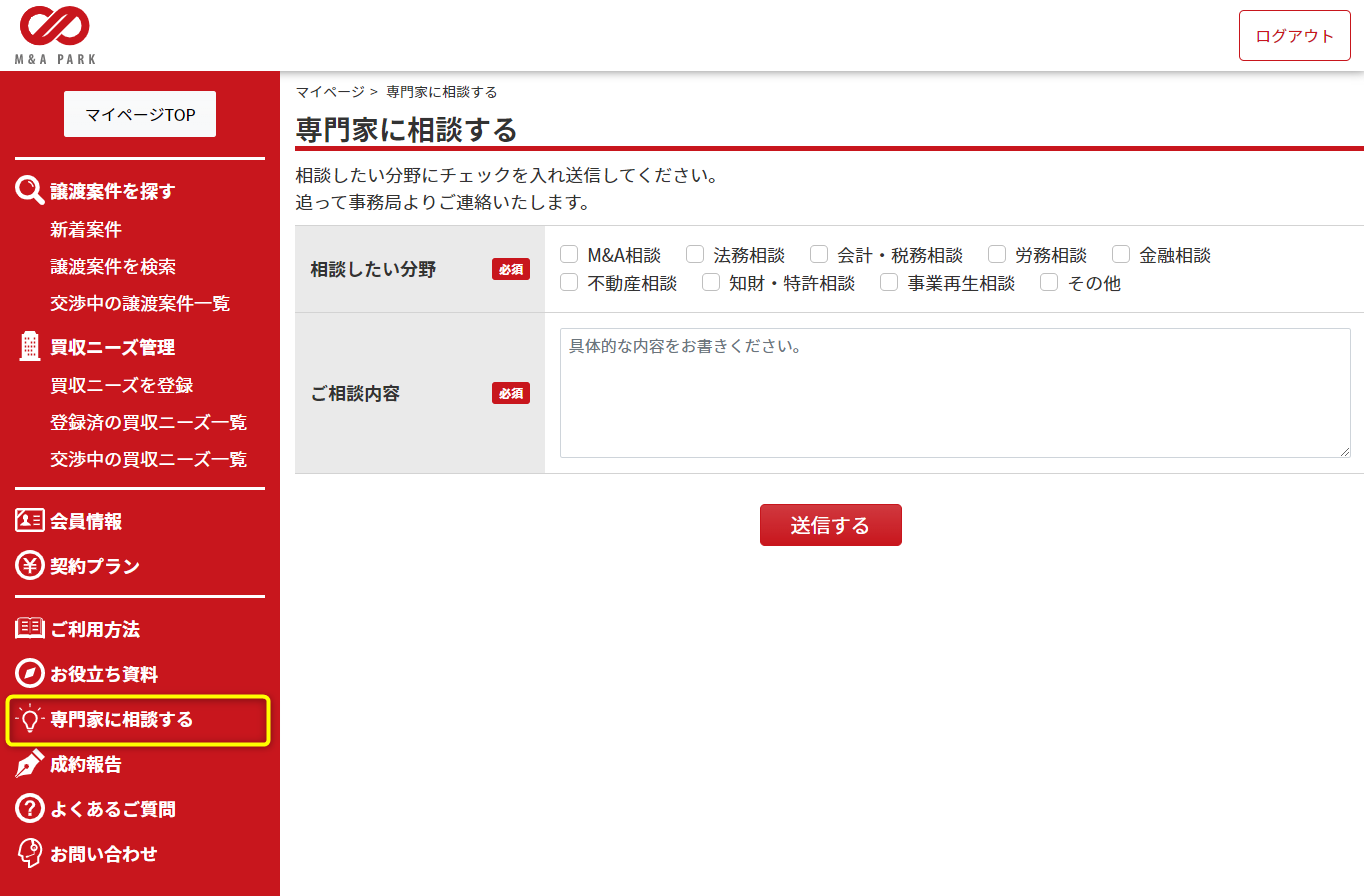 M&A PARK
ログアウト
マイページTOP
譲渡案件を探す
新着案件
譲渡案件を検索
交渉中の譲渡案件一覧
買収ニーズ管理
買収ニーズを登録
登録済の買収ニーズ一覧
交渉中の買収ニーズ一覧
会員情報
契約プラン
ご利用方法
お役立ち資料
専門家に相談する
成約報告
よくあるご質問
お問い合わせ
マイページ > 専門家に相談する
専門家に相談する
相談したい分野にチェックを入れ送信してください。
追って事務局よりご連絡いたします。
相談したい分野 必須
M&A相談 法務相談 会計・税務相談 労務相談 金融相談
不動産相談 知財・特許相談 事業再生相談 その他
ご相談内容 必須
具体的な内容をお書きください。
送信する